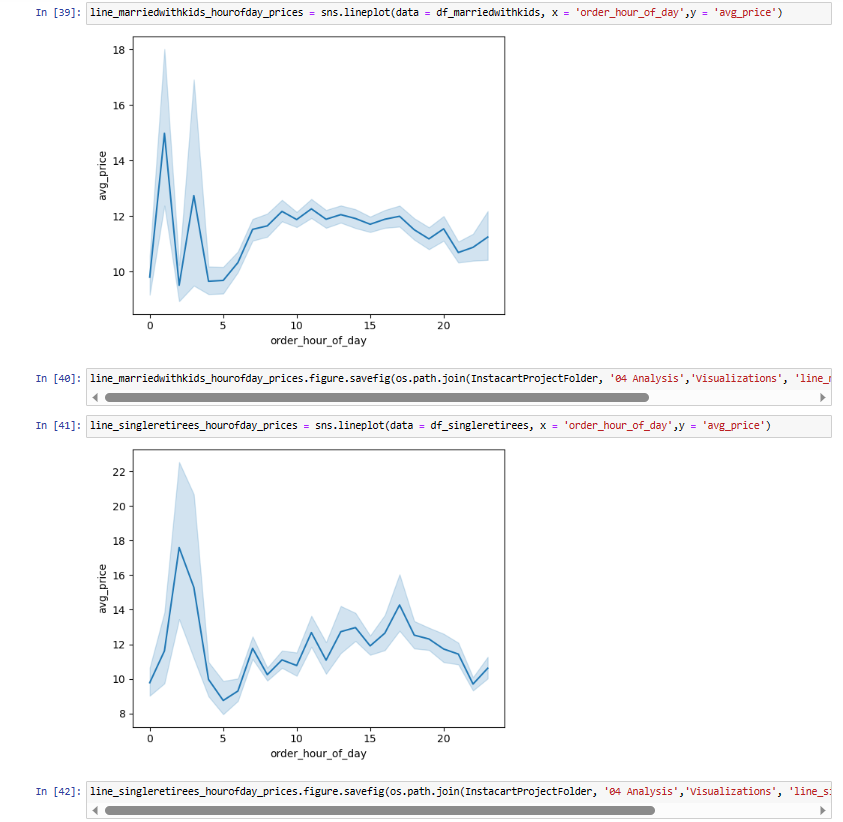 In [39]: line_marriedwithkids_hourofday_prices = sns.lineplot(data = df_marriedwithkids, x = 'order_hour_of_day',y = 'avg_price')
18
16
14
12
10
avg_price
0 5 10 15 20
order_hour_of_day
In [40]: line_marriedwithkids_hourofday_prices.figure.savefig(os.path.join(InstacartProjectFolder, '04 Analysis','Visualizations', 'line_
In [41]: line_singleretirees_hourofday_prices = sns.lineplot(data = df_singleretirees, x = 'order_hour_of_day',y = 'avg_price')
22
20
18
16
14
12
10
8
avg_price
0 5 10 15 20
order_hour_of_day
In [42]: line_singleretirees_hourofday_prices.figure.savefig(os.path.join(InstacartProjectFolder, '04 Analysis','Visualizations', 'line_s